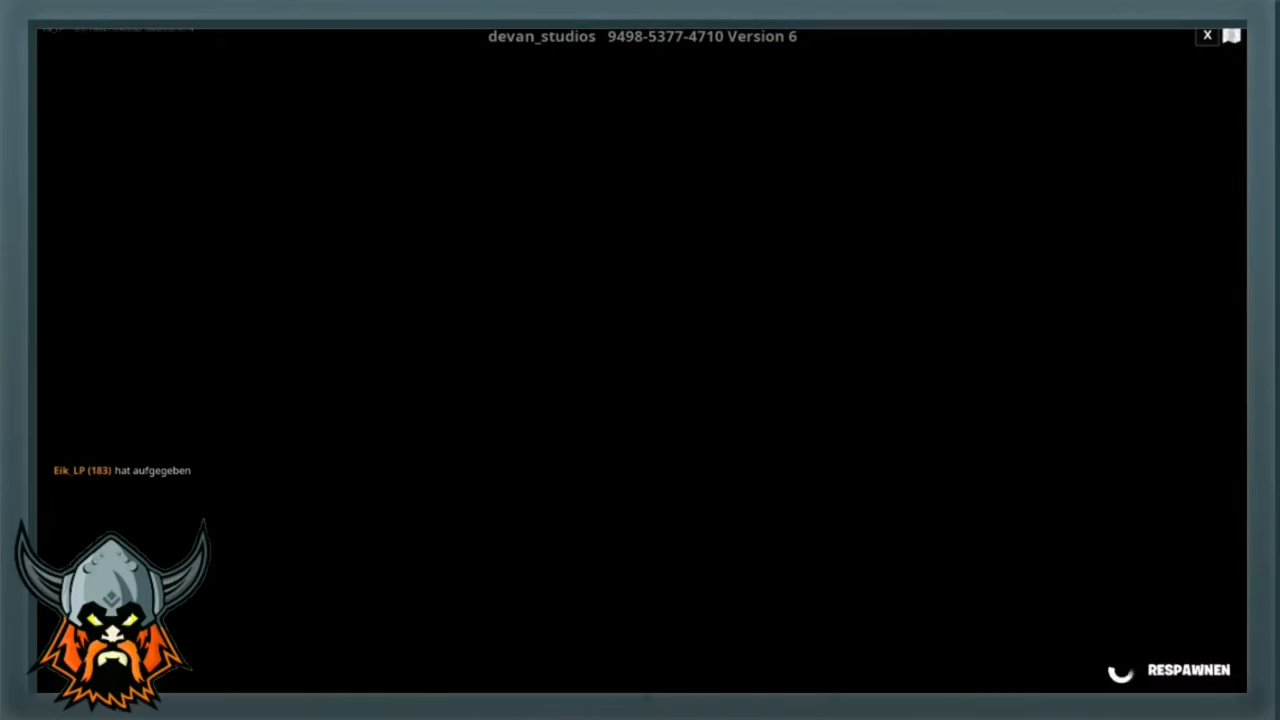 devan_studios 9498-5377-4710 Version 6
X
Eik_LP (183) hat aufgegeben
RESPAWNEN